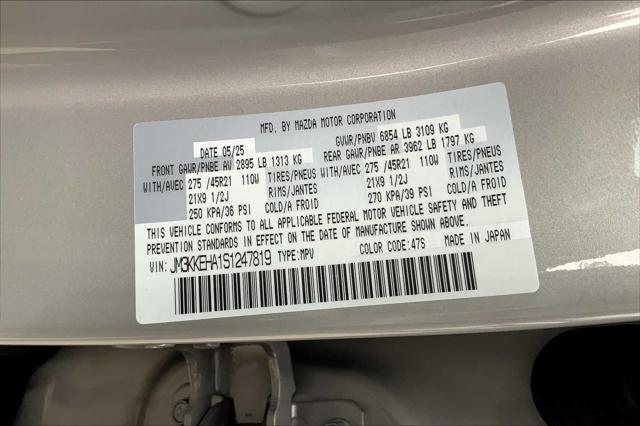 MFD. BY MAZDA MOTOR CORPORATION
DATE 05/25 GVWR/PNBV 6854 LB 3109 KG
FRONT GAWR/PNBE AV 2895 LB 1313 KG REAR GAWR/PNBE AR 3962 LB 1797 KG
WITH/AVEC 275 /45R21 110W TIRES/PNEUS WITH/AVEC 275 /45R21 110W TIRES/PNEUS
21X9 1/2J RIMS/JANTES 21X9 1/2J RIMS/JANTES
250 KPA/36 PSI COLD/A FROID 270 KPA/39 PSI COLD/A FROID
THIS VEHICLE CONFORMS TO ALL APPLICABLE FEDERAL MOTOR VEHICLE SAFETY AND THEFT
PREVENTION STANDARDS IN EFFECT ON THE DATE OF MANUFACTURE SHOWN ABOVE.
VIN: JM3KKEHA1S1247819 TYPE: MPV COLOR CODE: 47S MADE IN JAPAN